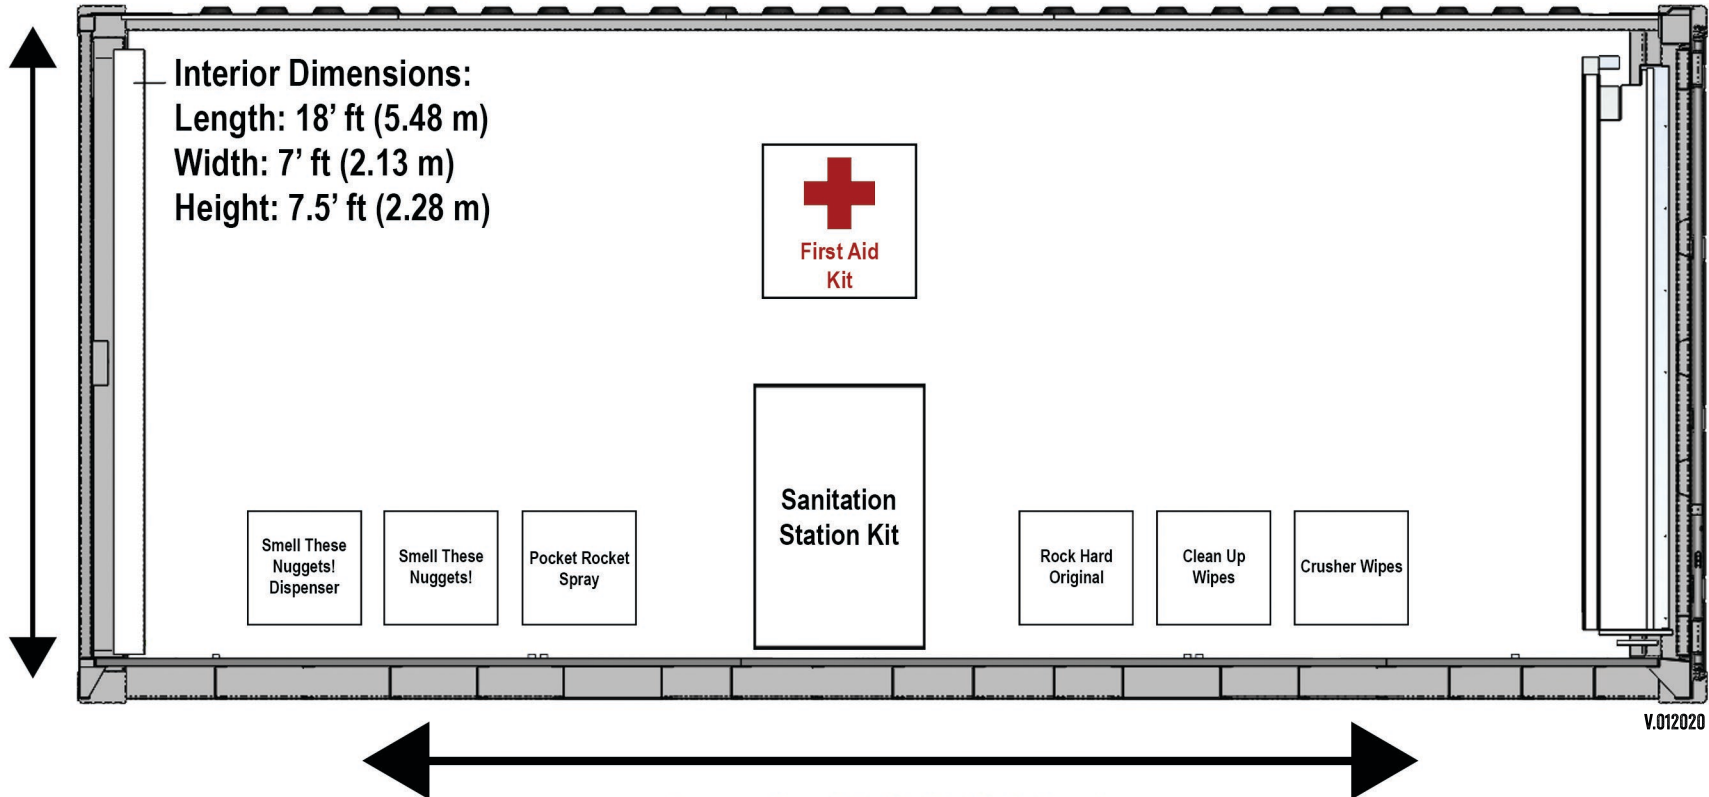 Interior Dimensions:
Length: 18’ ft (5.48 m)
Width: 7’ ft (2.13 m)
Height: 7.5’ ft (2.28 m)
First Aid
Kit
Sanitation
Station Kit
Smell These
Nuggets!
Dispenser
Smell These
Nuggets!
Pocket Rocket
Spray
Rock Hard
Original
Clean Up
Wipes
Crusher Wipes
V.012020